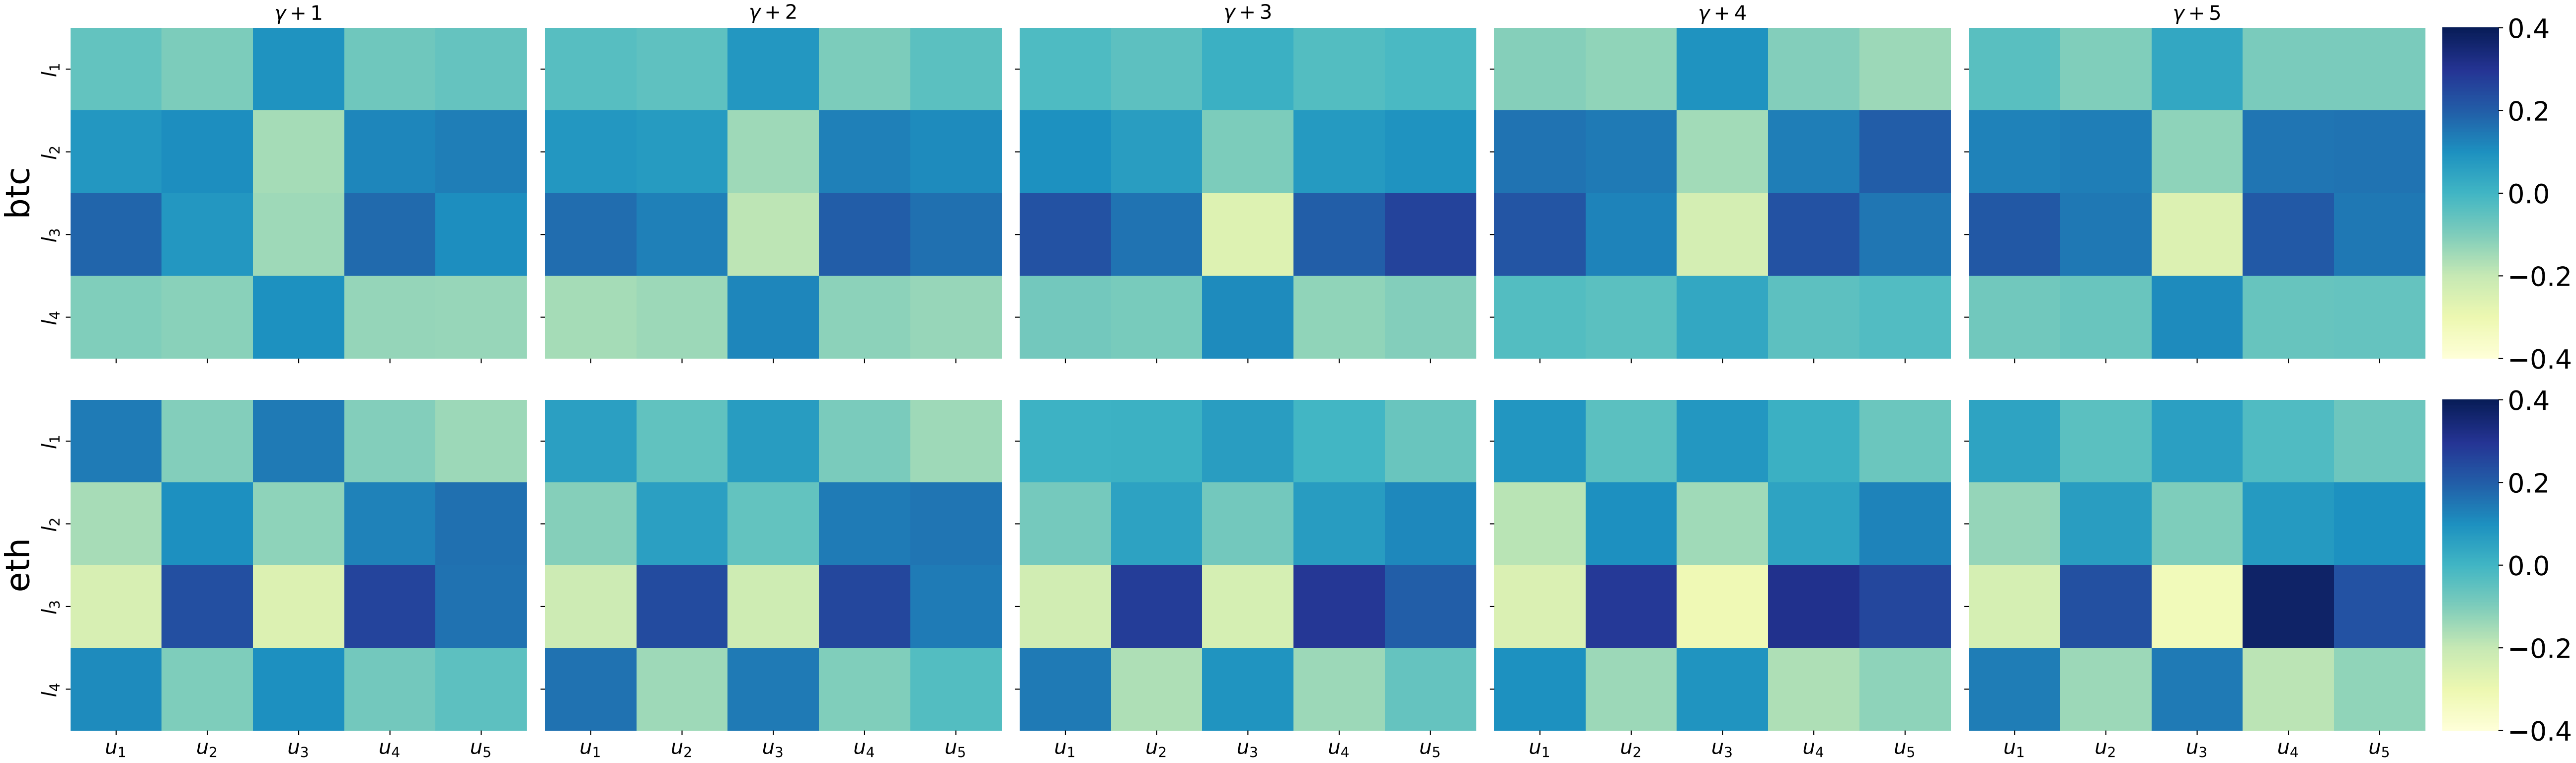 γ + 1 γ + 2 γ + 3 γ + 4 γ + 5
btc
l₁
l₂
l₃
l₄
0.4
0.2
0.0
−0.2
−0.4
eth
l₁
l₂
l₃
l₄
0.4
0.2
0.0
−0.2
−0.4
u₁ u₂ u₃ u₄ u₅ u₁ u₂ u₃ u₄ u₅ u₁ u₂ u₃ u₄ u₅ u₁ u₂ u₃ u₄ u₅ u₁ u₂ u₃ u₄ u₅